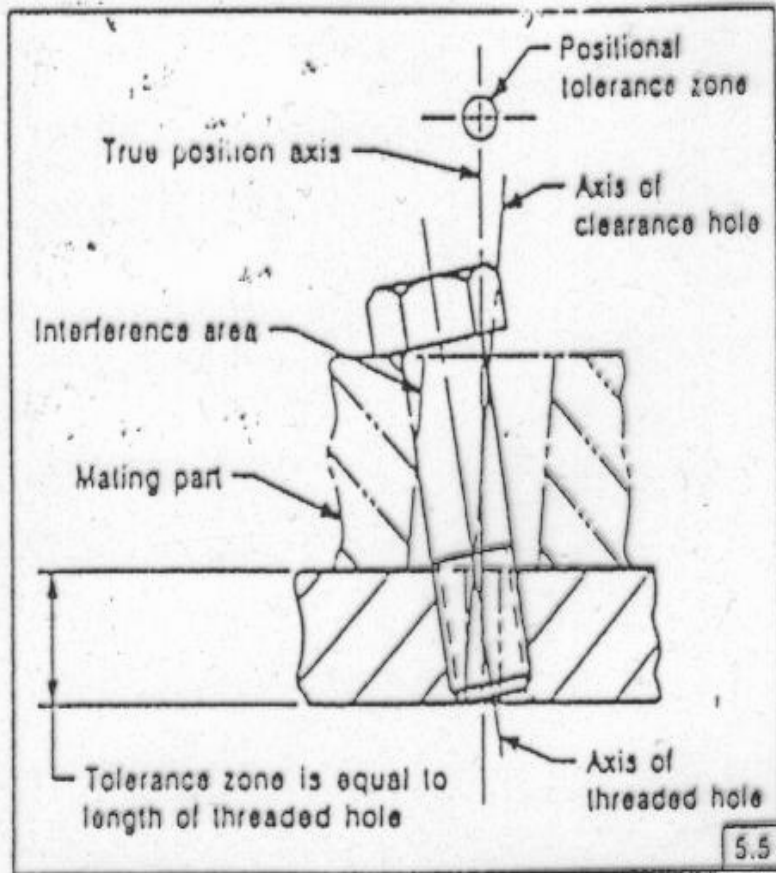 Positional
tolerance zone
True position axis
Axis of
clearance hole
Interference area
Mating part
Tolerance zone is equal to
length of threaded hole
Axis of
threaded hole
5.5